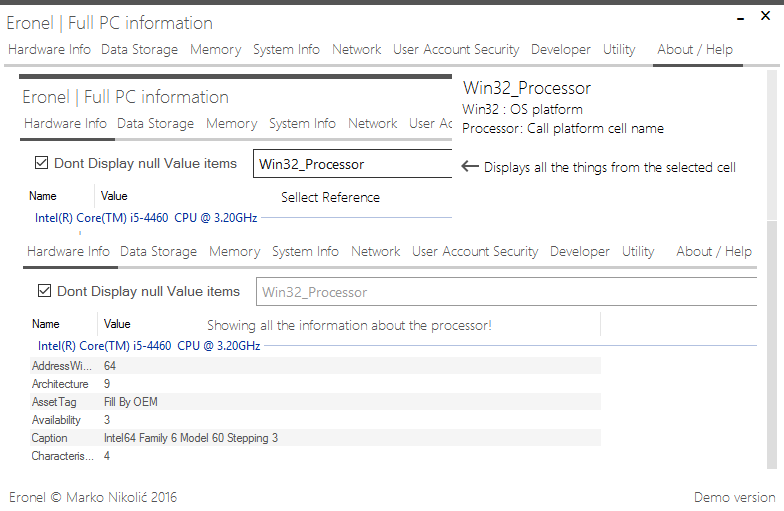 Eronel | Full PC information
Hardware Info Data Storage Memory System Info Network User Account Security Developer Utility About / Help
Eronel | Full PC information
Hardware Info Data Storage Memory System Info Network User Ac
Dont Display null Value items Win32_Processor
Name Value Sellect Reference
Intel(R) Core(TM) i5-4460 CPU @ 3.20GHz
Win32_Processor
Win32 : OS platform
Processor: Call platform cell name
← Displays all the things from the selected cell
Hardware Info Data Storage Memory System Info Network User Account Security Developer Utility About / Help
Dont Display null Value items Win32_Processor
Name Value Showing all the information about the processor!
Intel(R) Core(TM) i5-4460 CPU @ 3.20GHz
AddressWi... 64
Architecture 9
AssetTag Fill By OEM
Availability 3
Caption Intel64 Family 6 Model 60 Stepping 3
Characteris... 4
Eronel © Marko Nikolić 2016 Demo version